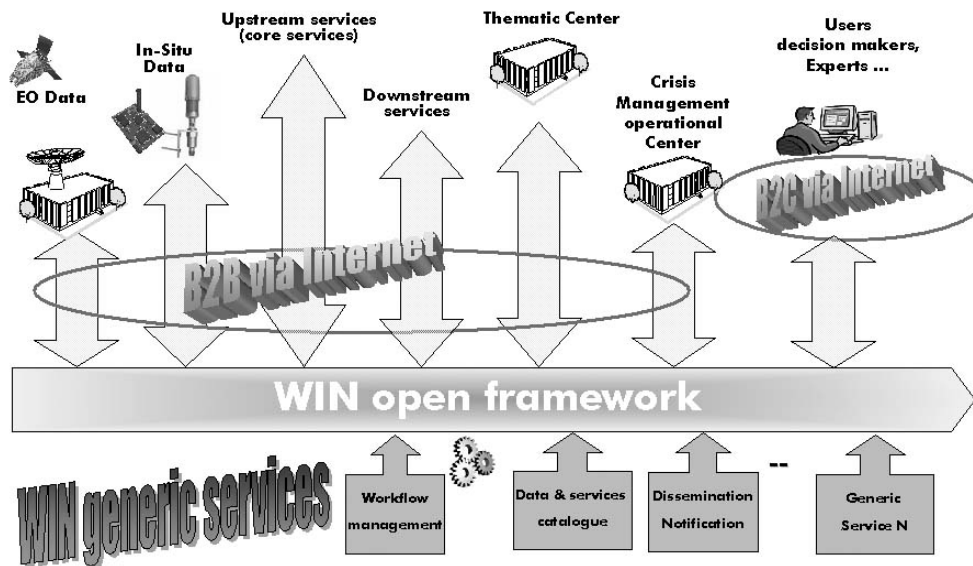 Upstream services
(core services)
Thematic Center
Users
decision makers,
Experts ...
In-Situ
Data
EO Data
Downstream
services
Crisis
Management
operational
Center
B2C via Internet
B2B via Internet
WIN open framework
WIN generic services
Workflow
management
Data & services
catalogue
Dissemination
Notification
--
Generic
Service N